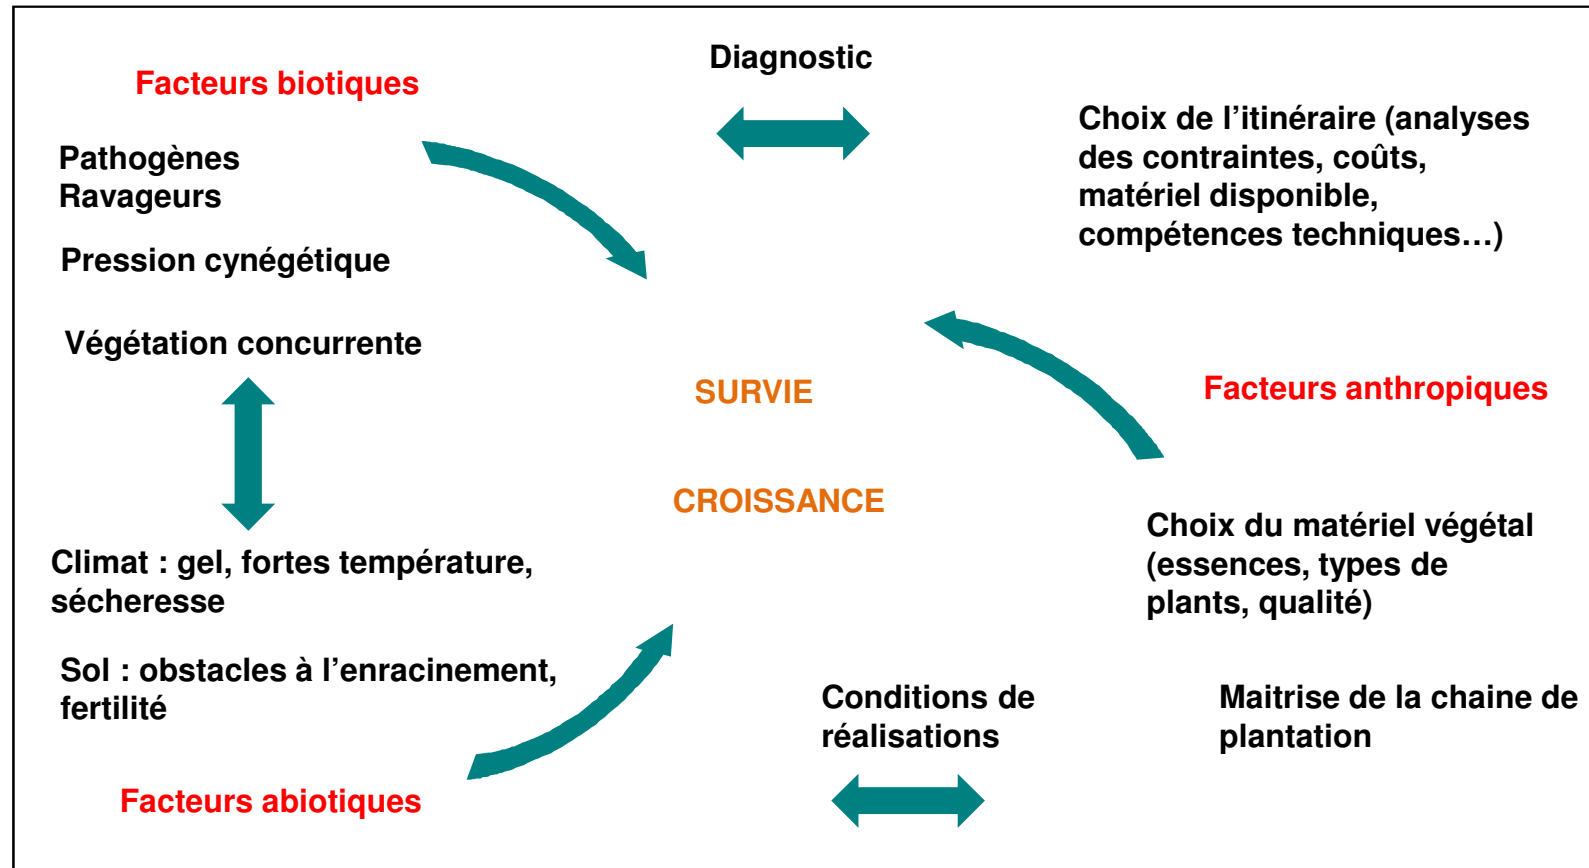 Diagnostic
Facteurs biotiques
Pathogènes
Ravageurs
Pression cynégétique
Végétation concurrente
Choix de l’itinéraire (analyses
des contraintes, coûts,
matériel disponible,
compétences techniques…)
SURVIE
CROISSANCE
Facteurs anthropiques
Climat : gel, fortes température,
sécheresse
Sol : obstacles à l’enracinement,
fertilité
Facteurs abiotiques
Choix du matériel végétal
(essences, types de
plants, qualité)
Conditions de
réalisations
Maitrise de la chaine de
plantation